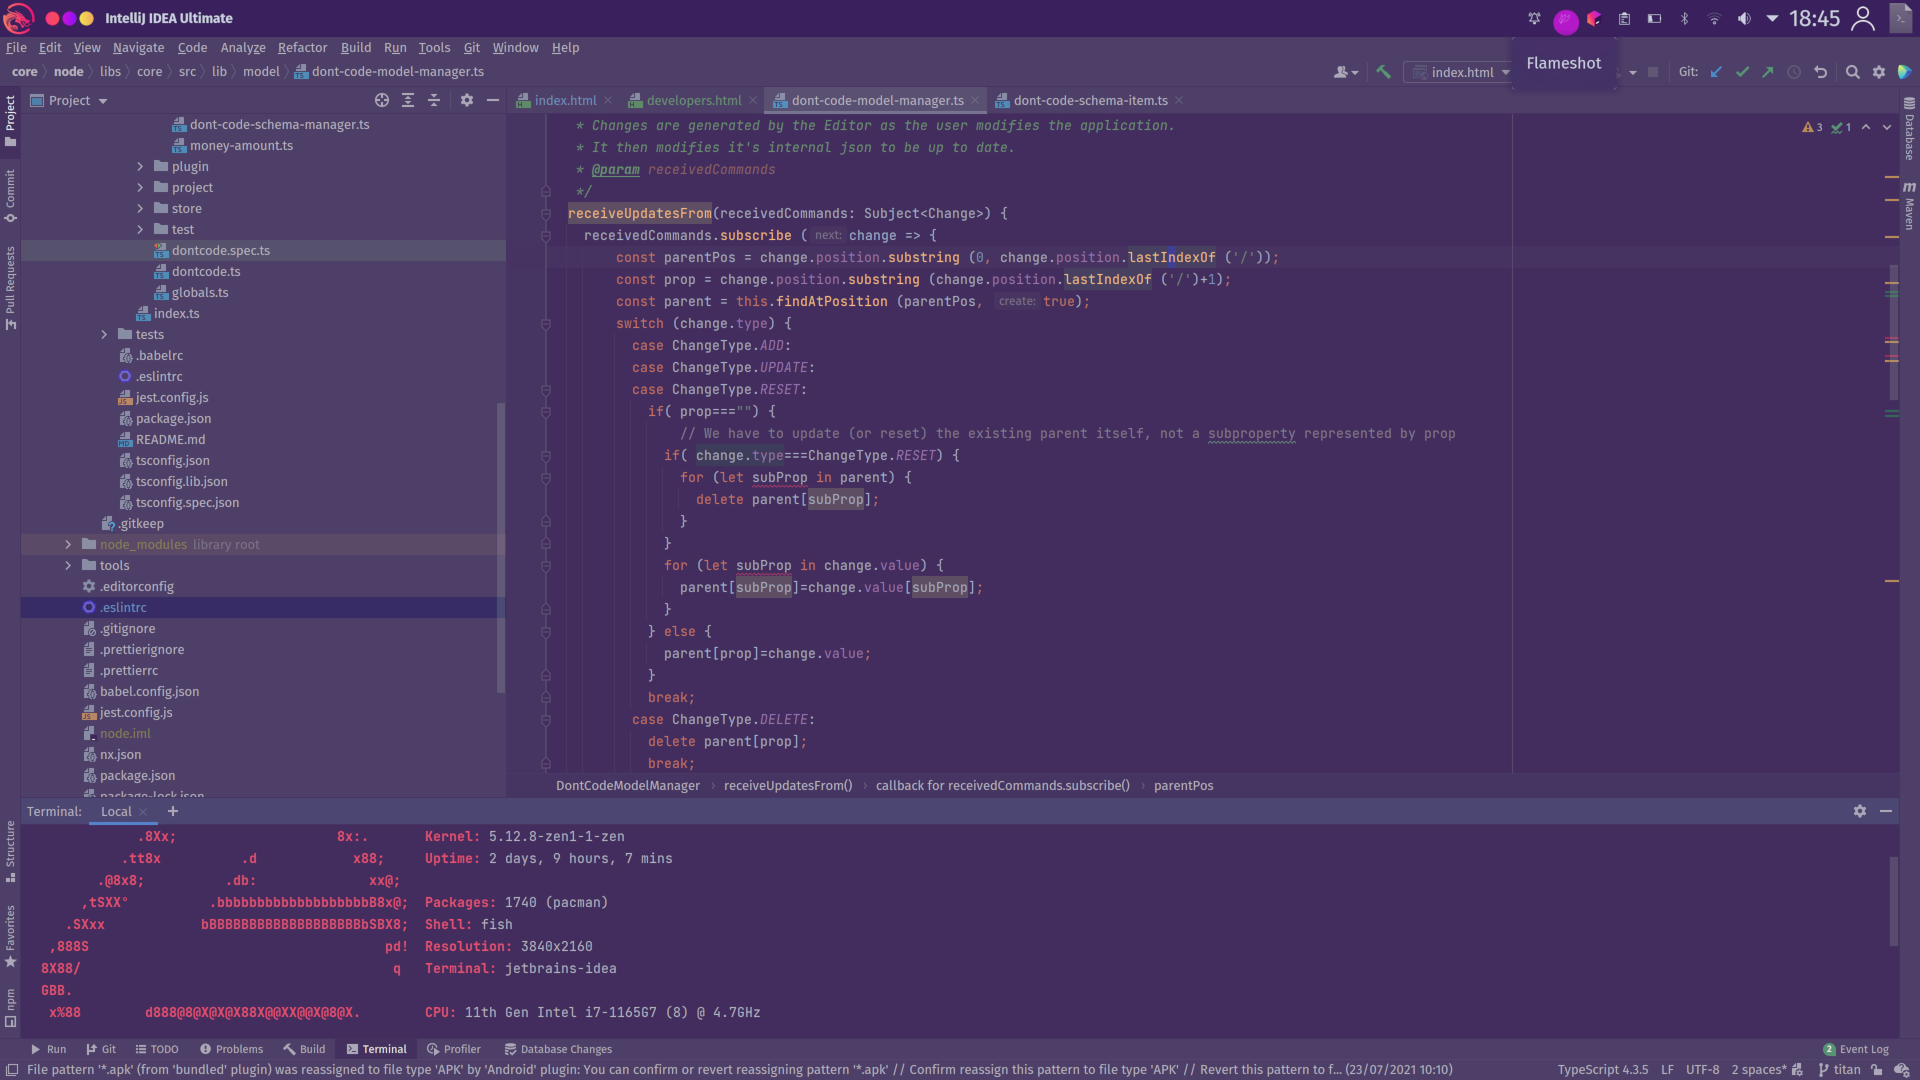 IntelliJ IDEA Ultimate
18:45
File Edit View Navigate Code Analyze Refactor Build Run Tools Git Window Help
Flameshot
core node libs core src lib model dont-code-model-manager.ts
index.html
Git:
Project
index.html
developers.html
dont-code-model-manager.ts
dont-code-schema-item.ts
Project
Commit
Pull Requests
Structure
Favorites
npm
Database
Maven
dont-code-schema-manager.ts
money-amount.ts
plugin
project
store
test
dontcode.spec.ts
dontcode.ts
globals.ts
index.ts
tests
.babelrc
.eslintrc
jest.config.js
package.json
README.md
tsconfig.json
tsconfig.lib.json
tsconfig.spec.json
.gitkeep
node_modules library root
tools
.editorconfig
.eslintrc
.gitignore
.prettierignore
.prettierrc
babel.config.json
jest.config.js
node.iml
nx.json
package.json
package-lock.json
3 1
* Changes are generated by the Editor as the user modifies the application.
* It then modifies it's internal json to be up to date.
* @param receivedCommands
*/
receiveUpdatesFrom(receivedCommands: Subject<Change>) {
receivedCommands.subscribe ( next: change => {
const parentPos = change.position.substring (0, change.position.lastIndexOf ('/'));
const prop = change.position.substring (change.position.lastIndexOf ('/')+1);
const parent = this.findAtPosition (parentPos, create: true);
switch (change.type) {
case ChangeType.ADD:
case ChangeType.UPDATE:
case ChangeType.RESET:
if( prop==="") {
// We have to update (or reset) the existing parent itself, not a subproperty represented by prop
if( change.type===ChangeType.RESET) {
for (let subProp in parent) {
delete parent[subProp];
}
}
for (let subProp in change.value) {
parent[subProp]=change.value[subProp];
}
} else {
parent[prop]=change.value;
}
break;
case ChangeType.DELETE:
delete parent[prop];
break;
DontCodeModelManager receiveUpdatesFrom() callback for receivedCommands.subscribe() parentPos
Terminal: Local +
.8Xx; 8x:. Kernel: 5.12.8-zen1-1-zen
.tt8x .d x88; Uptime: 2 days, 9 hours, 7 mins
.@8x8; .db: xx@;
,tSXX° .bbbbbbbbbbbbbbbbbbbB8x@; Packages: 1740 (pacman)
.SXxx bBBBBBBBBBBBBBBBBBBBbSBX8; Shell: fish
,888S pd! Resolution: 3840x2160
8X88/ q Terminal: jetbrains-idea
GBB.
x%88 d888@8@X@X@X88X@@XX@@X@8@X. CPU: 11th Gen Intel i7-1165G7 (8) @ 4.7GHz
Run Git TODO Problems Build Terminal Profiler Database Changes 2 Event Log
File pattern '*.apk' (from 'bundled' plugin) was reassigned to file type 'APK' by 'Android' plugin: You can confirm or revert reassigning pattern '*.apk' // Confirm reassign this pattern to file type 'APK' // Revert this pattern to f... (23/07/2021 10:10) TypeScript 4.3.5 LF UTF-8 2 spaces* titan